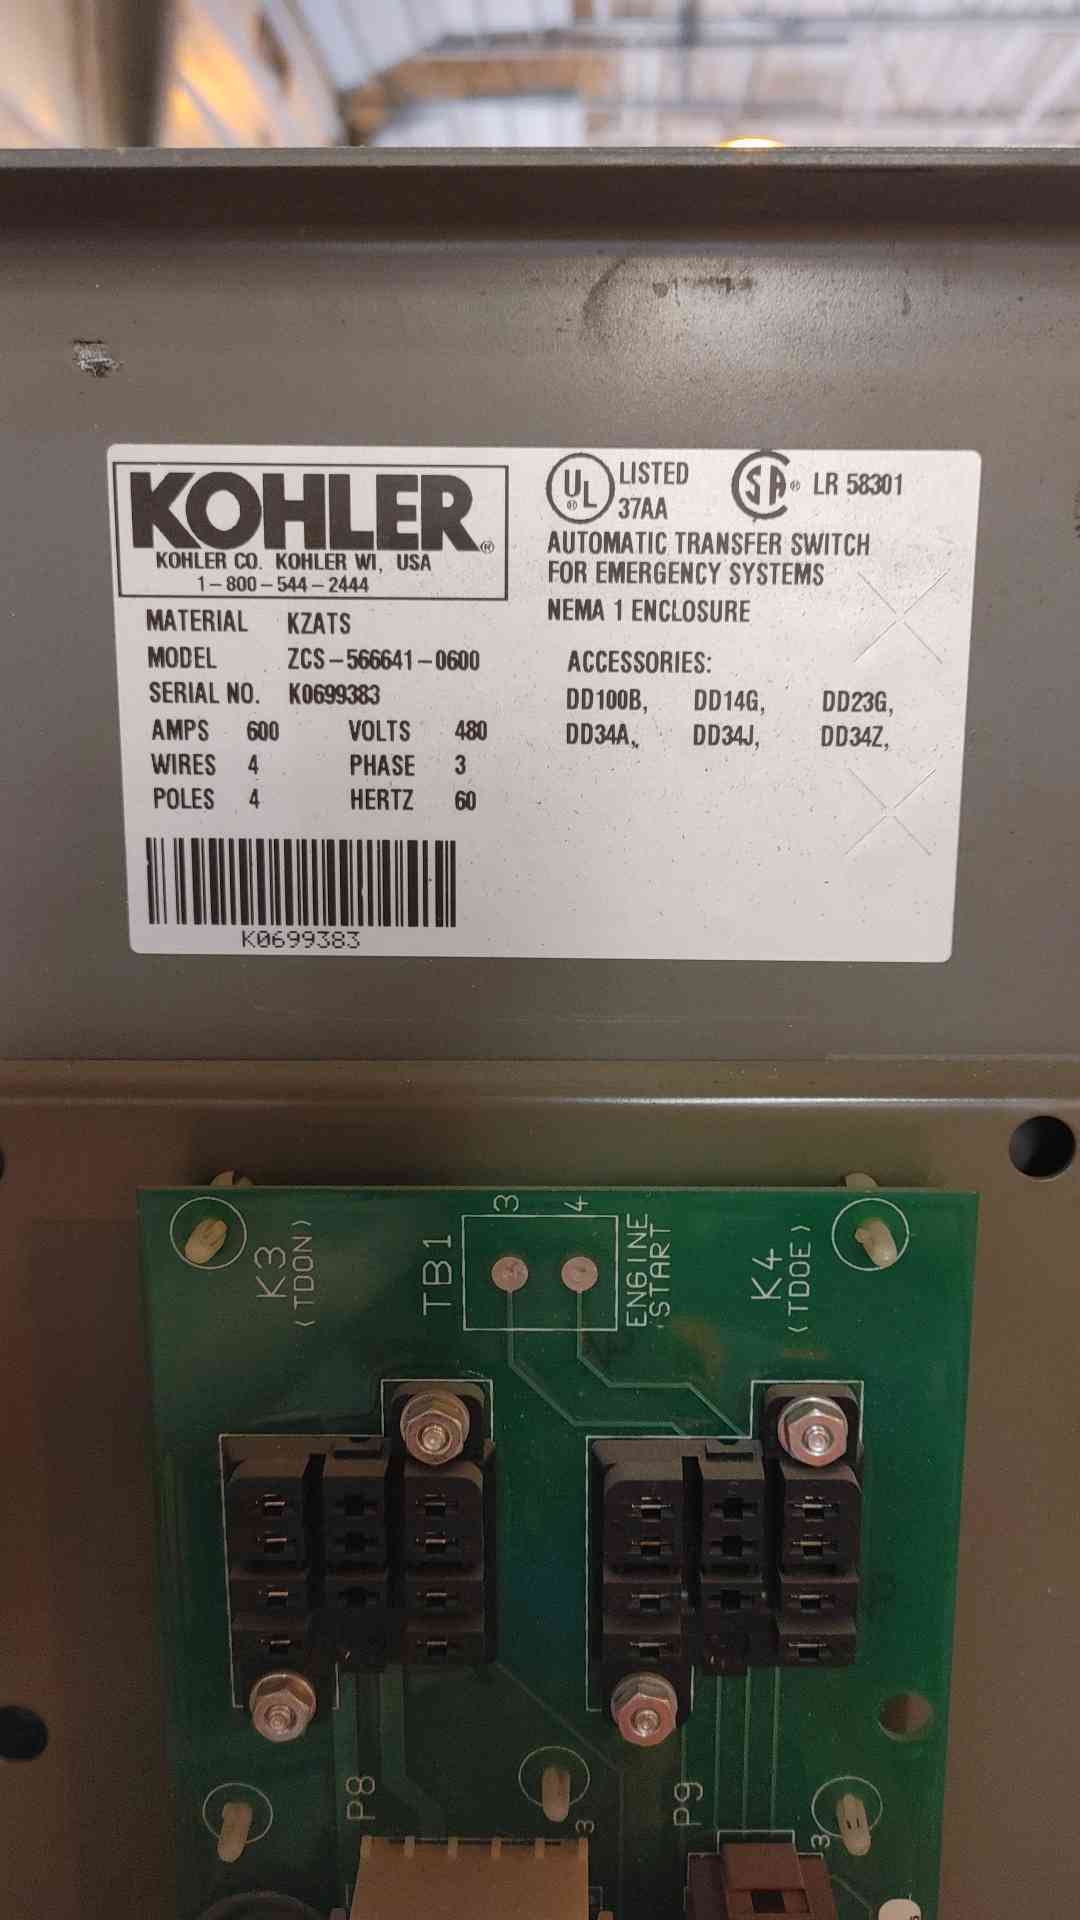 KOHLER®
KOHLER CO. KOHLER WI, USA
1-800-544-2444
UL® LISTED 37AA
SA® LR 58301
AUTOMATIC TRANSFER SWITCH
FOR EMERGENCY SYSTEMS
NEMA 1 ENCLOSURE
MATERIAL KZATS
MODEL ZCS-566641-0600
SERIAL NO. K0699383
AMPS 600 VOLTS 480
WIRES 4 PHASE 3
POLES 4 HERTZ 60
ACCESSORIES:
DD100B, DD14G, DD23G,
DD34A, DD34J, DD34Z,
K0699383
K3
(TDON)
TB1
3 4
ENGINE
START
K4
(TDOE)
P8
3
P9
3